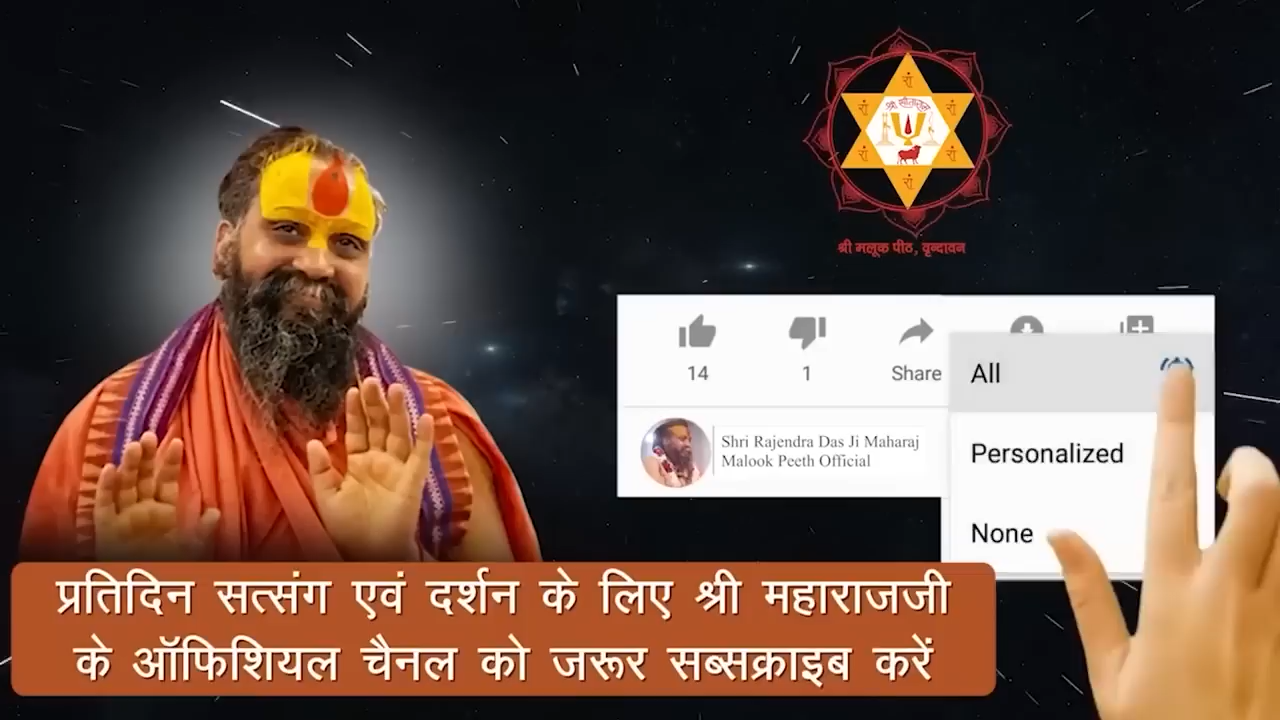 रां
रां
रां
श्री सीताराम
रां
रां
रां
श्री मलूक पीठ, वृन्दावन
14
1
Share
All
Shri Rajendra Das Ji Maharaj
Malook Peeth Official
Personalized
None
प्रतिदिन सत्संग एवं दर्शन के लिए श्री महाराजजी
के ऑफिशियल चैनल को जरूर सब्सक्राइब करें